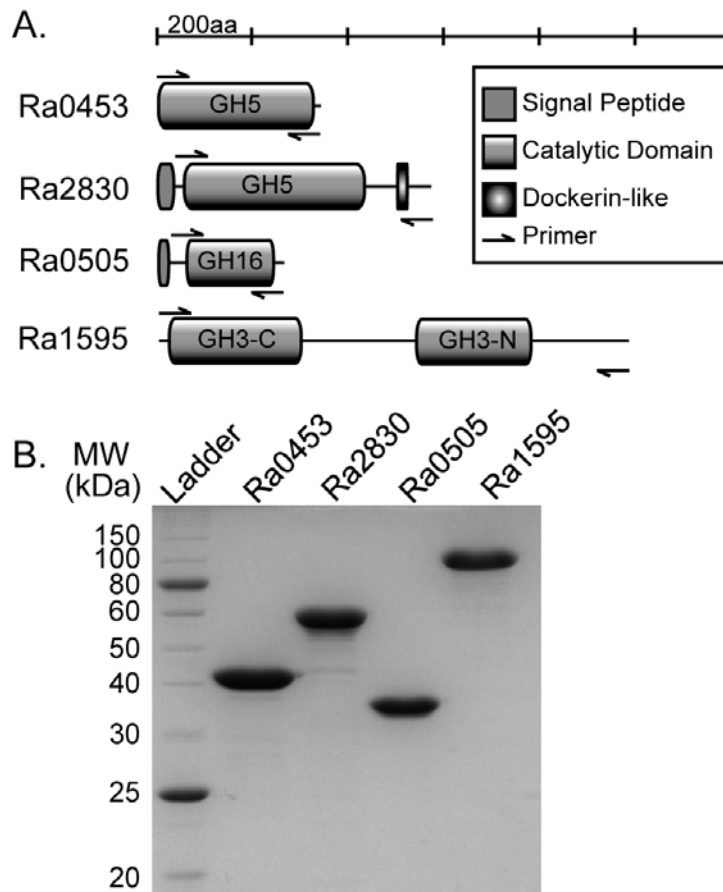 A.
200aa
Ra0453
GH5
Ra2830
GH5
Ra0505
GH16
Ra1595
GH3-C
GH3-N
Signal Peptide
Catalytic Domain
Dockerin-like
Primer
B.
MW
(kDa)
Ladder
Ra0453
Ra2830
Ra0505
Ra1595
150
100
80
60
50
40
30
25
20